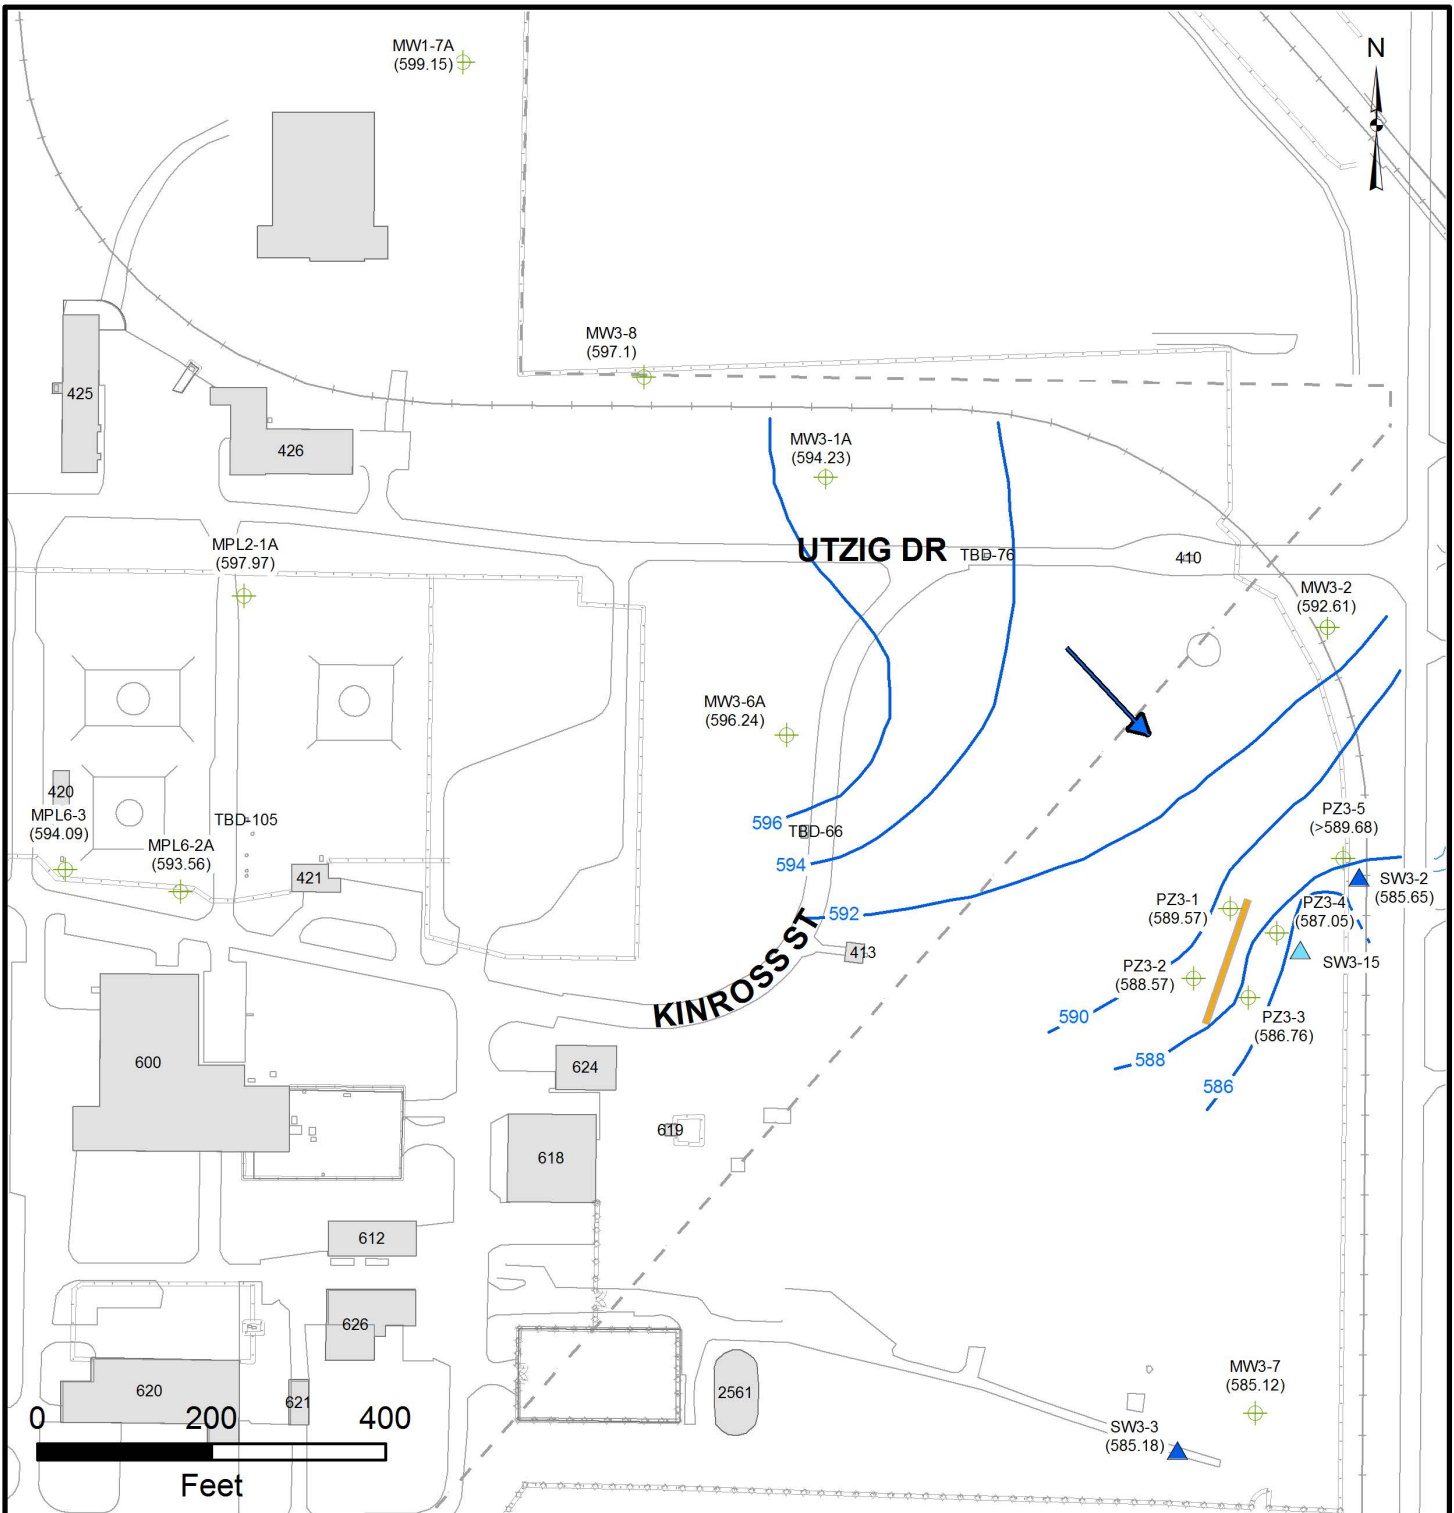 MW1-7A
(599.15)
N
MW3-8
(597.1)
425
426
MW3-1A
(594.23)
MPL2-1A
(597.97)
UTZIG DR
TBD-76
410
MW3-2
(592.61)
MW3-6A
(596.24)
420
MPL6-3
(594.09)
TBD-105
MPL6-2A
(593.56)
421
596
TBD-66
594
592
PZ3-5
(>589.68)
SW3-2
(585.65)
PZ3-1
(589.57)
PZ3-4
(587.05)
413
SW3-15
PZ3-2
(588.57)
KINROSS ST
590
PZ3-3
(586.76)
588
586
600
624
619
618
612
626
620
621
2561
MW3-7
(585.12)
SW3-3
(585.18)
0 200 400
Feet